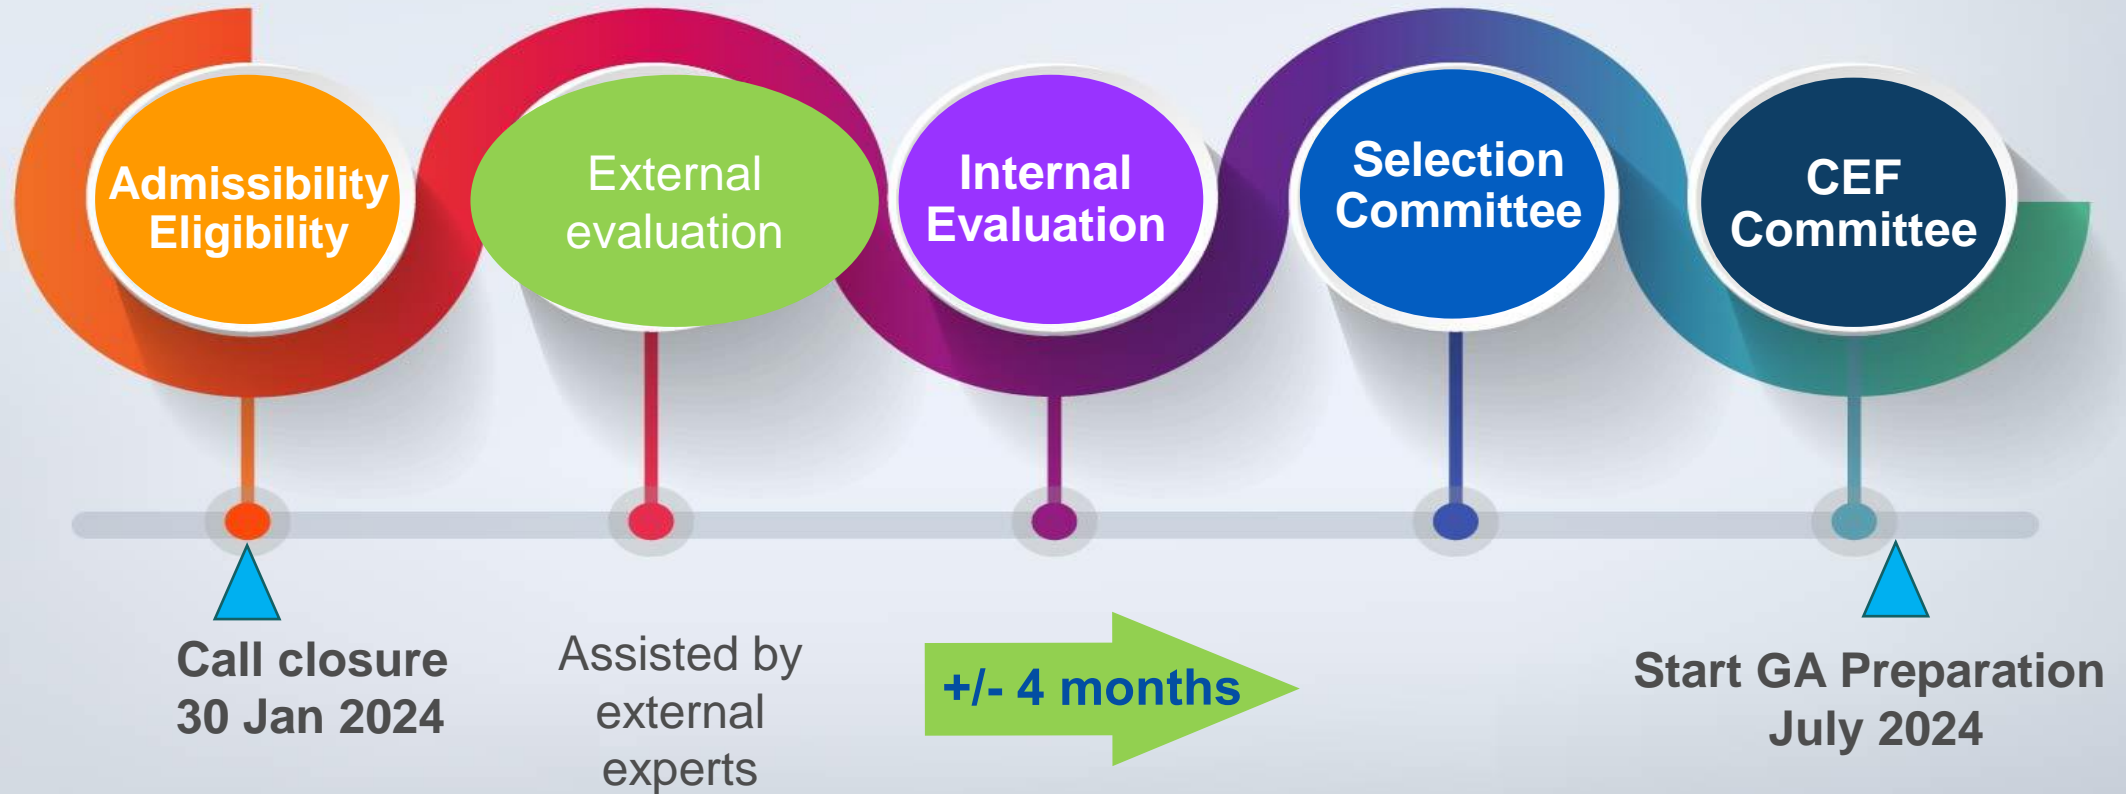 Admissibility
Eligibility
External
evaluation
Internal
Evaluation
Selection
Committee
CEF
Committee
Call closure
30 Jan 2024
Assisted by
external
experts
+/- 4 months
Start GA Preparation
July 2024